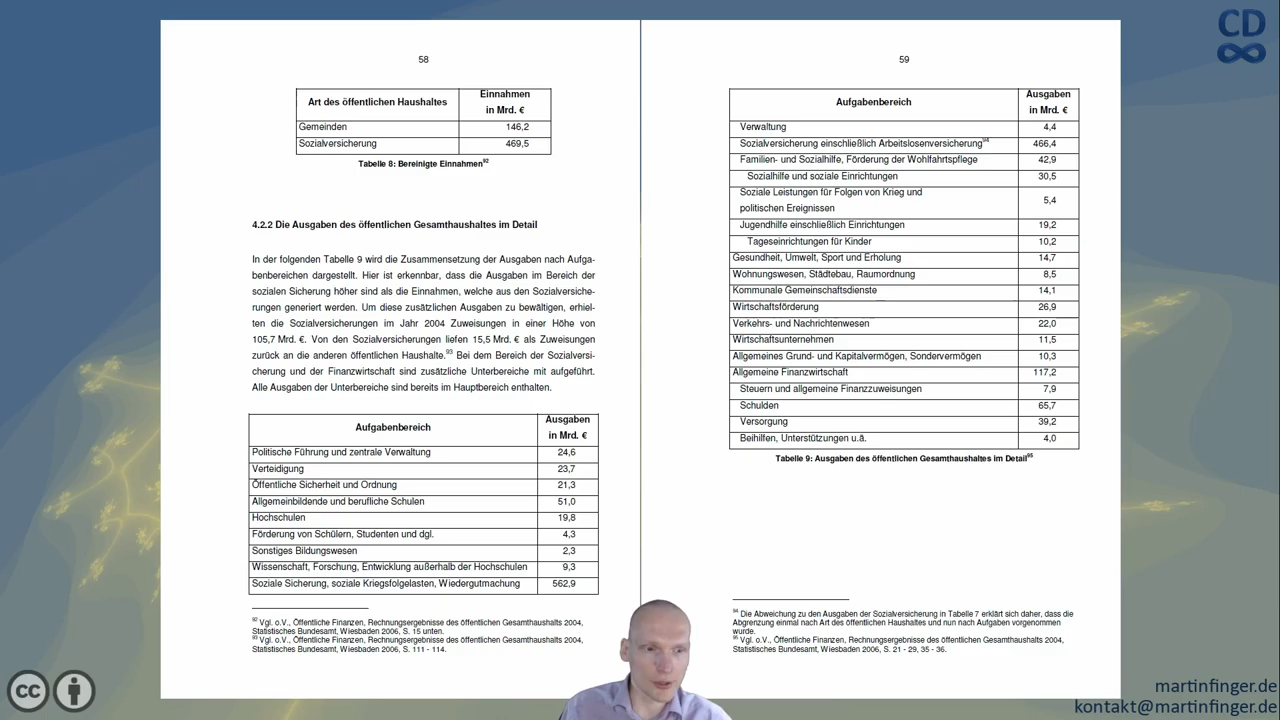 CD
58
Art des öffentlichen Haushaltes
Einnahmen
in Mrd. €
Gemeinden 146,2
Sozialversicherung 469,5
Tabelle 8: Bereinigte Einnahmen92
4.2.2 Die Ausgaben des öffentlichen Gesamthaushaltes im Detail
In der folgenden Tabelle 9 wird die Zusammensetzung der Ausgaben nach Aufga-
benbereichen dargestellt. Hier ist erkennbar, dass die Ausgaben im Bereich der
sozialen Sicherung höher sind als die Einnahmen, welche aus den Sozialversiche-
rungen generiert werden. Um diese zusätzlichen Ausgaben zu bewältigen, erhiel-
ten die Sozialversicherungen im Jahr 2004 Zuweisungen in einer Höhe von
105,7 Mrd. €. Von den Sozialversicherungen liefen 15,5 Mrd. € als Zuweisungen
zurück an die anderen öffentlichen Haushalte.93 Bei dem Bereich der Sozialversi-
cherung und der Finanzwirtschaft sind zusätzliche Unterbereiche mit aufgeführt.
Alle Ausgaben der Unterbereiche sind bereits im Hauptbereich enthalten.
Aufgabenbereich
Ausgaben
in Mrd. €
Politische Führung und zentrale Verwaltung 24,6
Verteidigung 23,7
Öffentliche Sicherheit und Ordnung 21,3
Allgemeinbildende und berufliche Schulen 51,0
Hochschulen 19,8
Förderung von Schülern, Studenten und dgl. 4,3
Sonstiges Bildungswesen 2,3
Wissenschaft, Forschung, Entwicklung außerhalb der Hochschulen 9,3
Soziale Sicherung, soziale Kriegsfolgelasten, Wiedergutmachung 562,9
92 Vgl. o.V., Öffentliche Finanzen, Rechnungsergebnisse des öffentlichen Gesamthaushalts 2004,
Statistisches Bundesamt, Wiesbaden 2006, S. 15 unten.
93 Vgl. o.V., Öffentliche Finanzen, Rechnungsergebnisse des öffentlichen Gesamthaushalts 2004,
Statistisches Bundesamt, Wiesbaden 2006, S. 111 - 114.
59
Aufgabenbereich
Ausgaben
in Mrd. €
Verwaltung 4,4
Sozialversicherung einschließlich Arbeitslosenversicherung94 466,4
Familien- und Sozialhilfe, Förderung der Wohlfahrtspflege 42,9
Sozialhilfe und soziale Einrichtungen 30,5
Soziale Leistungen für Folgen von Krieg und
politischen Ereignissen 5,4
Jugendhilfe einschließlich Einrichtungen 19,2
Tageseinrichtungen für Kinder 10,2
Gesundheit, Umwelt, Sport und Erholung 14,7
Wohnungswesen, Städtebau, Raumordnung 8,5
Kommunale Gemeinschaftsdienste 14,1
Wirtschaftsförderung 26,9
Verkehrs- und Nachrichtenwesen 22,0
Wirtschaftsunternehmen 11,5
Allgemeines Grund- und Kapitalvermögen, Sondervermögen 10,3
Allgemeine Finanzwirtschaft 117,2
Steuern und allgemeine Finanzzuweisungen 7,9
Schulden 65,7
Versorgung 39,2
Beihilfen, Unterstützungen u.ä. 4,0
Tabelle 9: Ausgaben des öffentlichen Gesamthaushaltes im Detail95
94 Die Abweichung zu den Ausgaben der Sozialversicherung in Tabelle 7 erklärt sich daher, dass die
Abgrenzung einmal nach Art des öffentlichen Haushaltes und nun nach Aufgaben vorgenommen
wurde.
95 Vgl. o.V., Öffentliche Finanzen, Rechnungsergebnisse des öffentlichen Gesamthaushalts 2004,
Statistisches Bundesamt, Wiesbaden 2006, S. 21 - 29, 35 - 36.
cc
martinfinger.de
kontakt@martinfinger.de